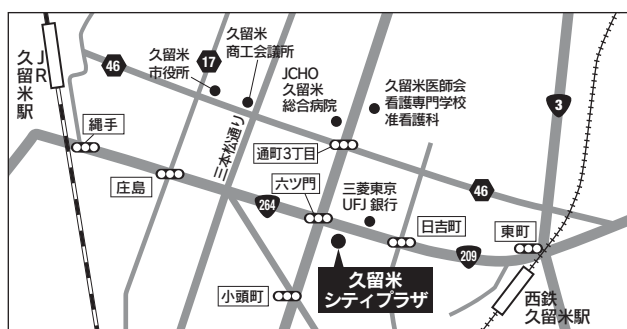 JR
久留米駅
46
久留米
市役所
17
久留米
商工会議所
JCHO
久留米
総合病院
久留米医師会
看護専門学校
准看護科
3
縄手
三本松通り
通町3丁目
庄島
264
六ツ門
三菱東京
UFJ 銀行
46
日吉町
209
東町
久留米
シティプラザ
小頭町
西鉄
久留米駅